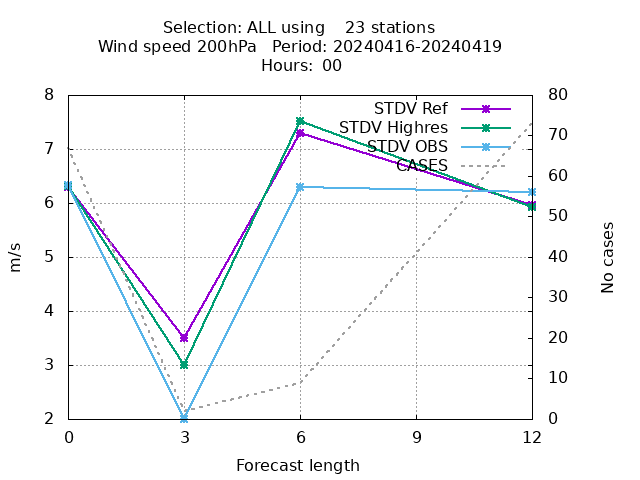 Selection: ALL using    23 stations
Wind speed 200hPa   Period: 20240416-20240419
Hours: 00
8 80
STDV Ref
STDV Highres
7 70
STDV OBS
CASES
60
6
50
m/s
No cases
5 40
30
4
20
3
10
2 0
0 3 6 9 12
Forecast length